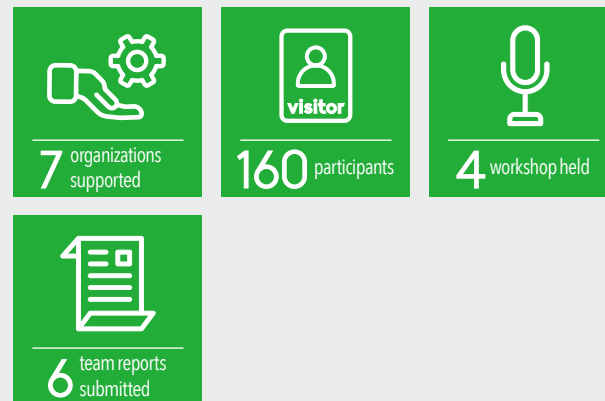 7 organizations
supported
visitor
160 participants
4 workshop held
6 team reports
submitted